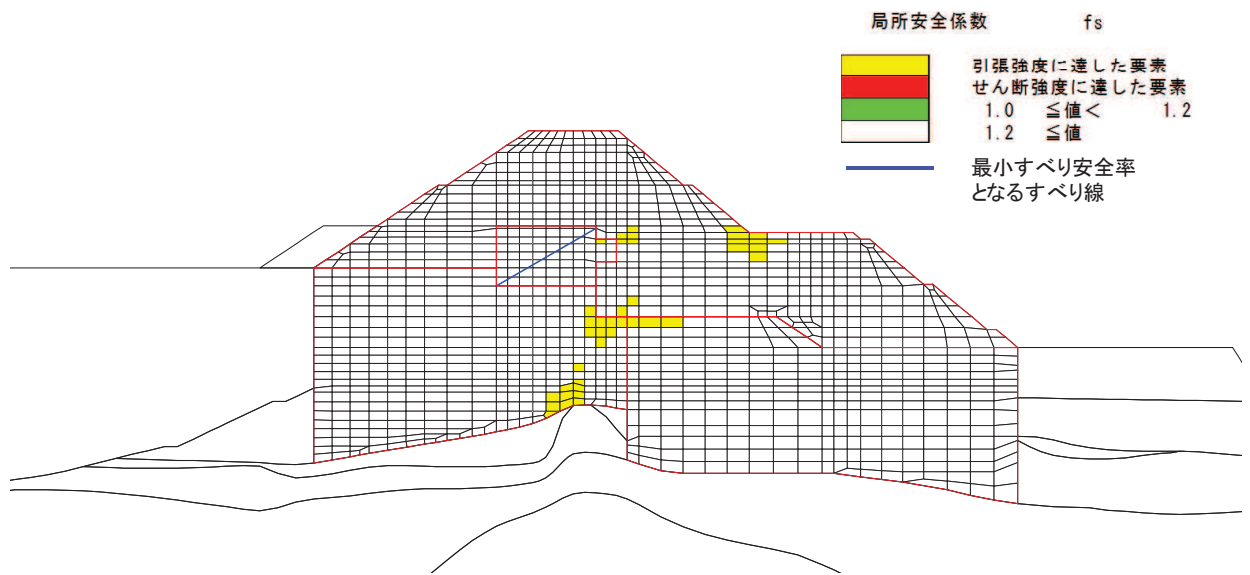 局所安全係数 fs
引張強度に達した要素
せん断強度に達した要素
1.0 ≦値< 1.2
1.2 ≦値
最小すべり安全率
となるすべり線